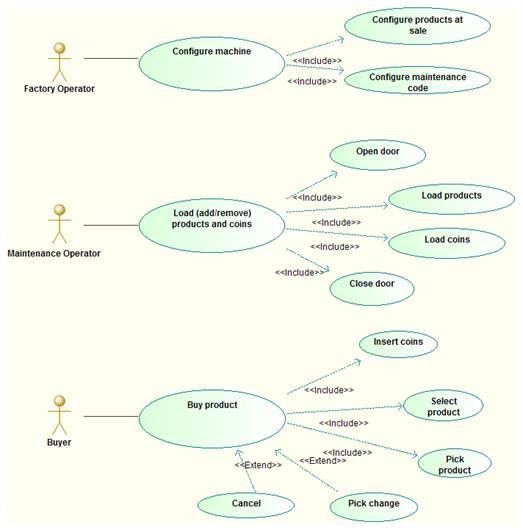 Configure products at
sale
Configure machine
<<Include>>
<<Include>>
Configure maintenance
code
Factory Operator
Open door
<<Include>>
Load products
Load (add/remove)
products and coins
<<Include>>
<<Include>>
Load coins
Maintenance Operator
<<Include>>
Close door
Insert coins
<<Include>>
Select
product
Buy product
<<Include>>
Buyer
<<Include>>
<<Extend>>
<<Extend>>
Pick
product
Cancel
Pick change